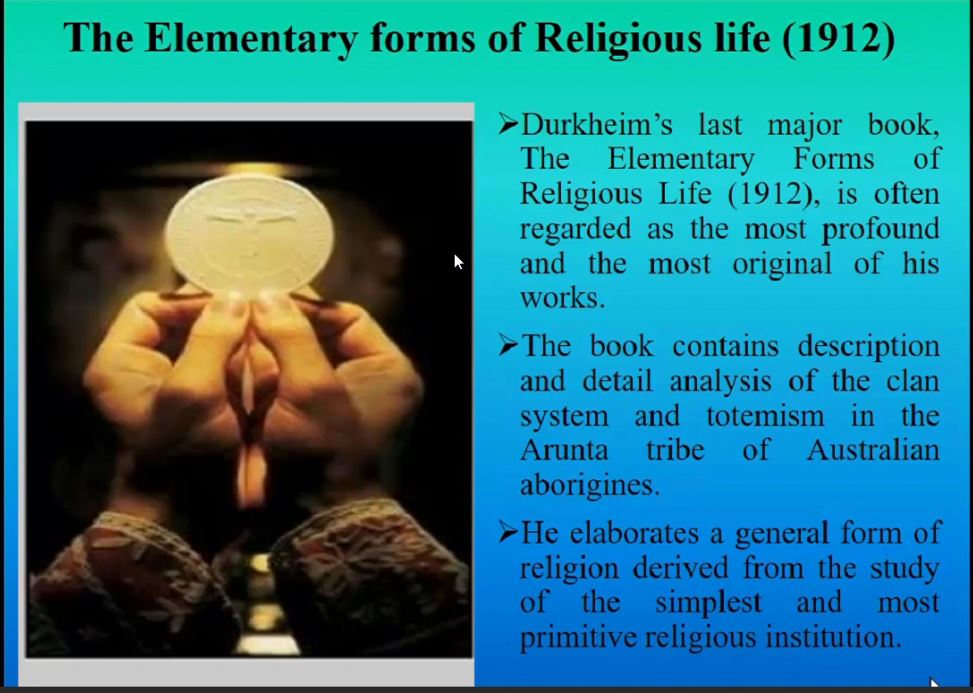 The Elementary forms of Religious life (1912)
➢Durkheim’s last major book,
The Elementary Forms of
Religious Life (1912), is often
regarded as the most profound
and the most original of his
works.
➢The book contains description
and detail analysis of the clan
system and totemism in the
Arunta tribe of Australian
aborigines.
➢He elaborates a general form of
religion derived from the study
of the simplest and most
primitive religious institution.